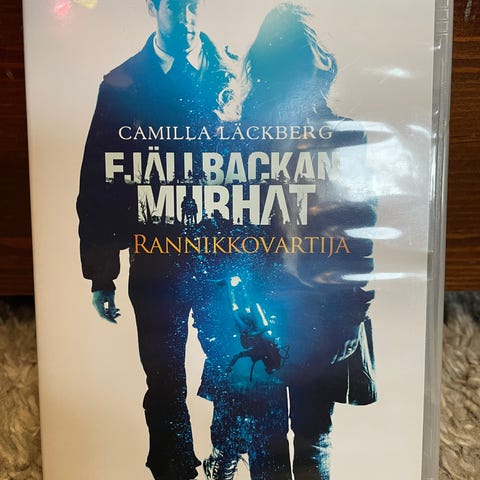 CAMILLA LÄCKBERG
FJÄLLBACKAN
MURHAT
RANNIKKOVARTIJA